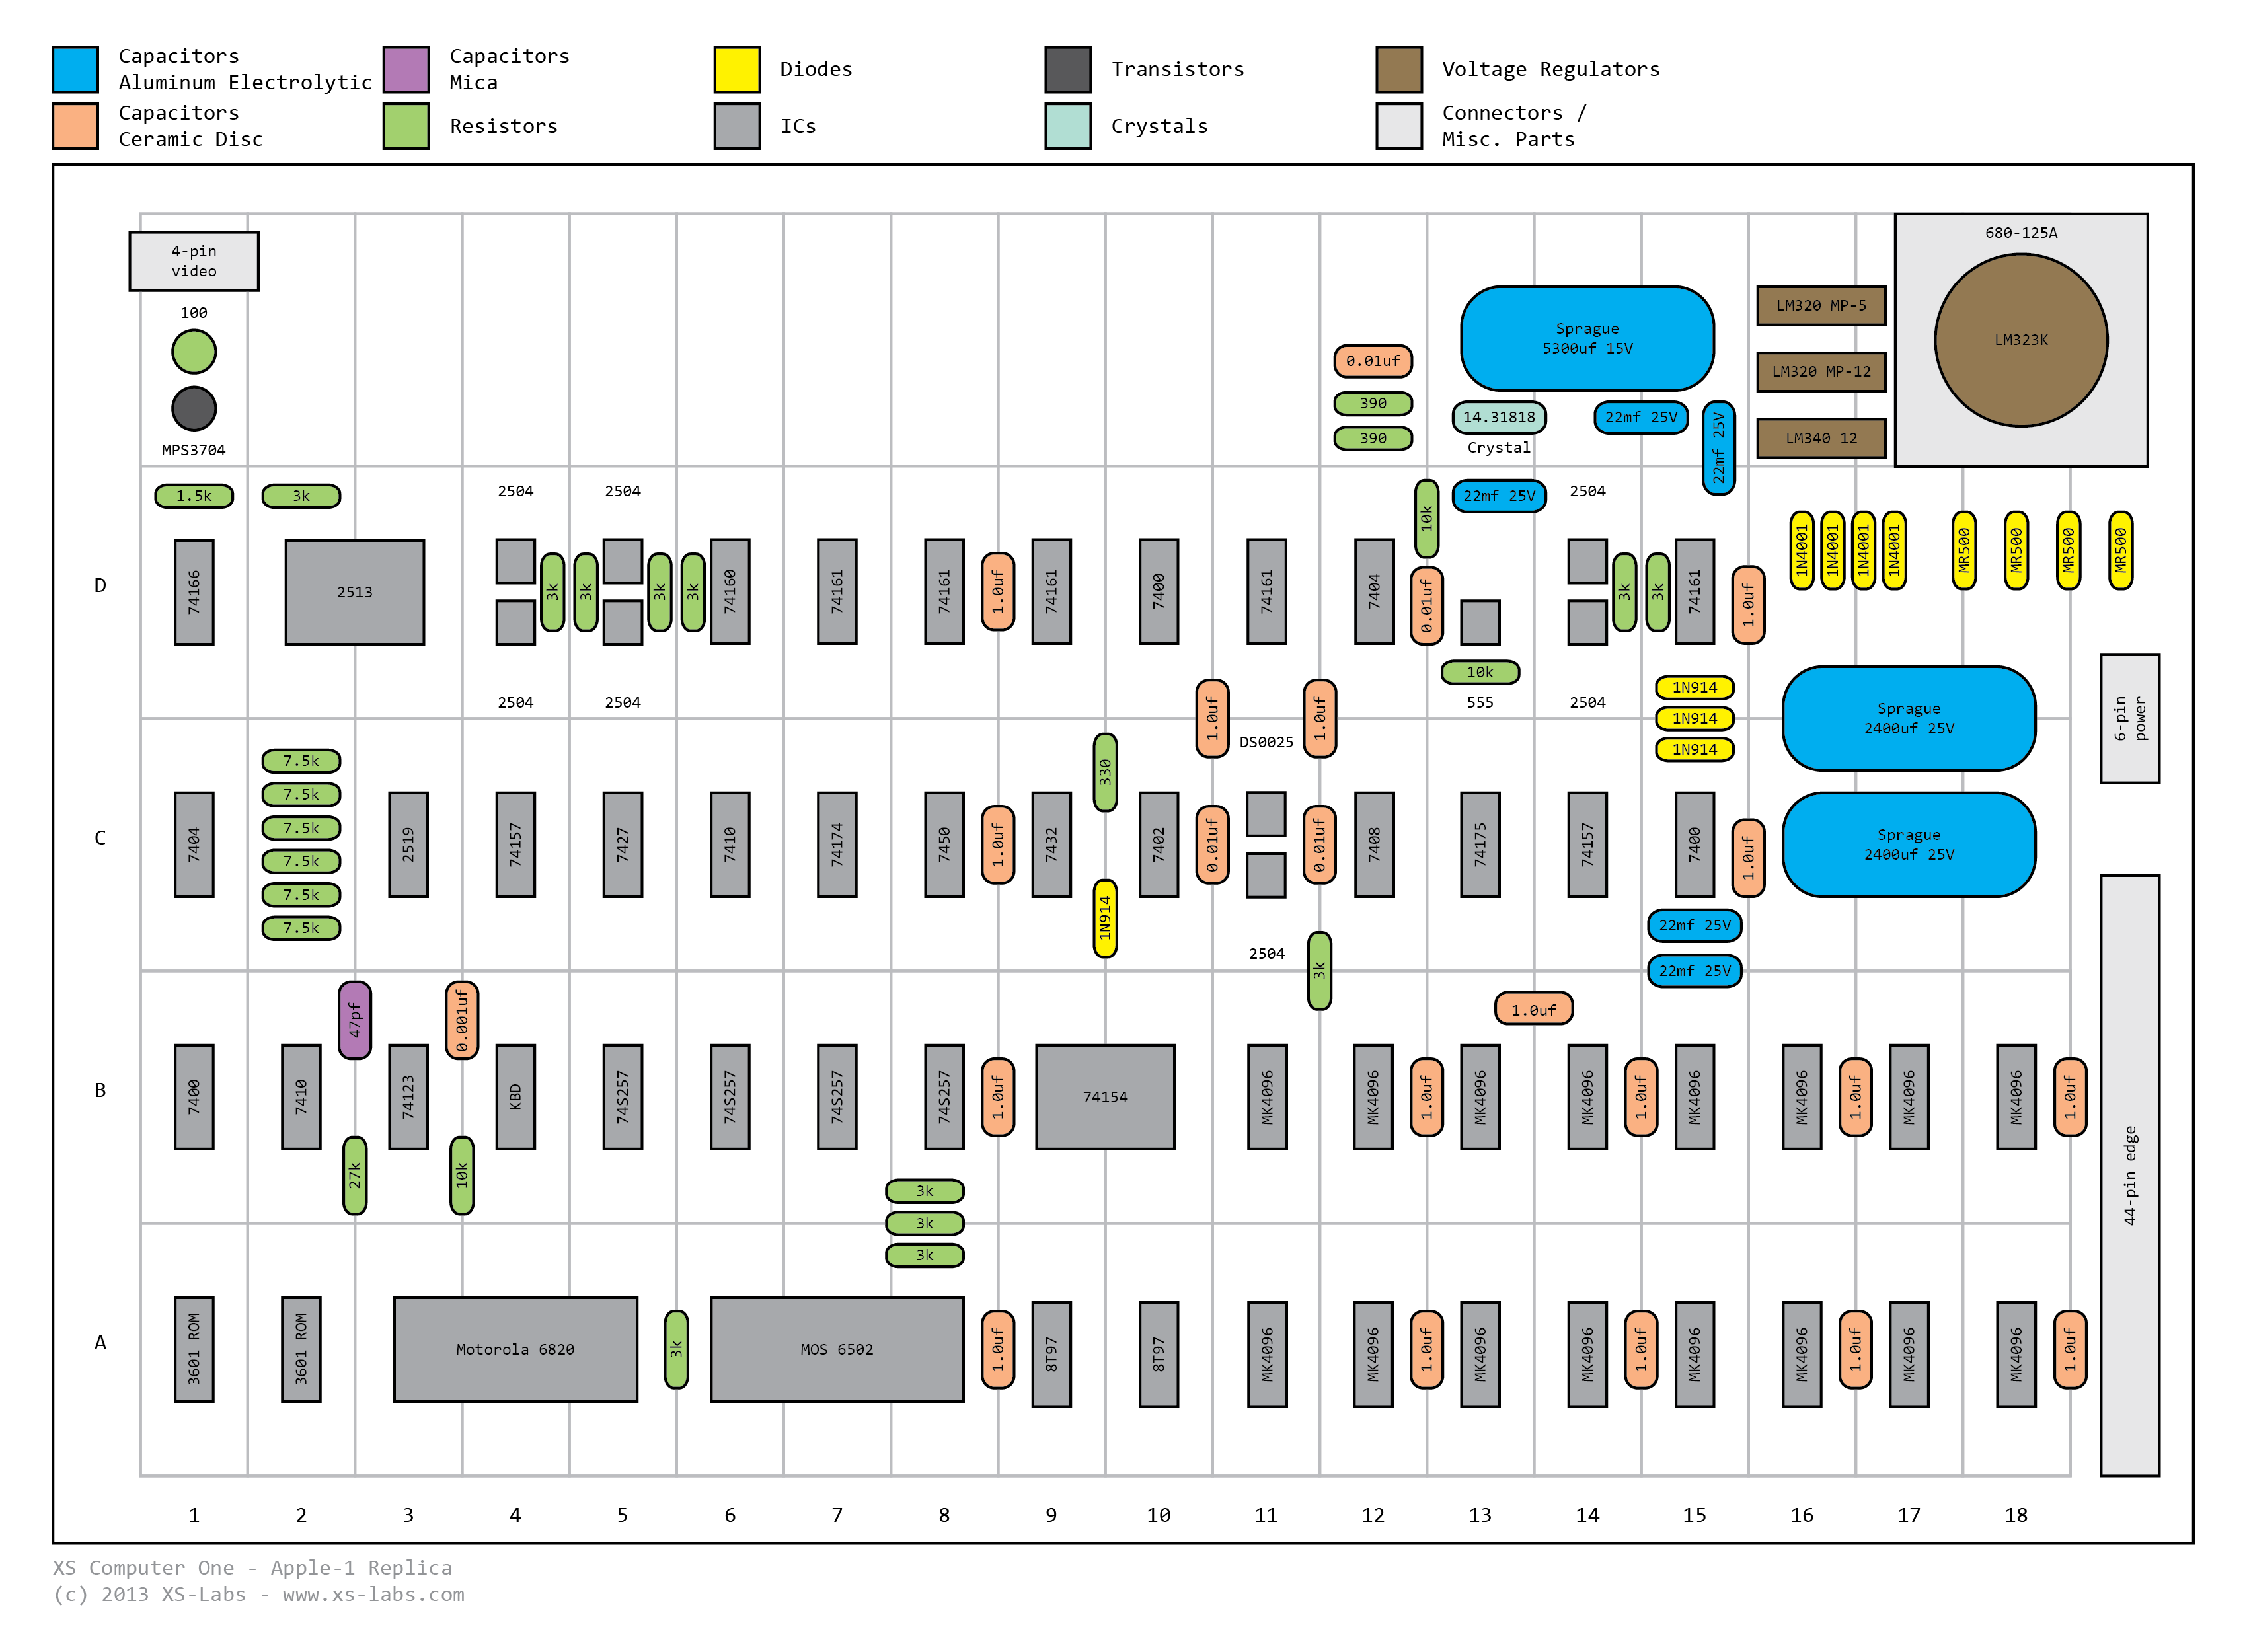 Capacitors
Aluminum Electrolytic
Capacitors
Mica
Diodes
Transistors
Voltage Regulators
Capacitors
Ceramic Disc
Resistors
ICs
Crystals
Connectors /
Misc. Parts
4-pin
video
100
MPS3704
0.01uf
390
390
Sprague
5300uf 15V
14.31818
Crystal
22mf 25V
22mf 25V
LM320 MP-5
LM320 MP-12
LM340 12
680-125A
LM323K
D
1.5k
3k
2504
2504
10k
22mf 25V
2504
74166
2513
3k
3k
3k
3k
74160
74161
74161
1.0uf
74161
7400
74161
7404
0.01uf
3k
3k
74161
1.0uf
1N4001
1N4001
1N4001
1N4001
MR500
MR500
MR500
MR500
2504
2504
10k
555
2504
1.0uf
1.0uf
1N914
1N914
1N914
Sprague
2400uf 25V
6-pin
power
C
7404
7.5k
7.5k
7.5k
7.5k
7.5k
7.5k
2519
74157
7427
7410
74174
7450
1.0uf
7432
330
1N914
7402
0.01uf
DS0025
2504
0.01uf
3k
7408
74175
74157
7400
1.0uf
Sprague
2400uf 25V
22mf 25V
22mf 25V
B
7400
7410
47pf
27k
74123
0.001uf
10k
KBD
74S257
74S257
74S257
74S257
1.0uf
74154
MK4096
MK4096
1.0uf
MK4096
1.0uf
MK4096
1.0uf
MK4096
MK4096
1.0uf
MK4096
MK4096
1.0uf
44-pin edge
3k
3k
3k
A
3601 ROM
3601 ROM
Motorola 6820
3k
MOS 6502
1.0uf
8T97
8T97
MK4096
MK4096
1.0uf
MK4096
MK4096
1.0uf
MK4096
MK4096
1.0uf
MK4096
MK4096
1.0uf
1 2 3 4 5 6 7 8 9 10 11 12 13 14 15 16 17 18
XS Computer One - Apple-1 Replica
(c) 2013 XS-Labs - www.xs-labs.com